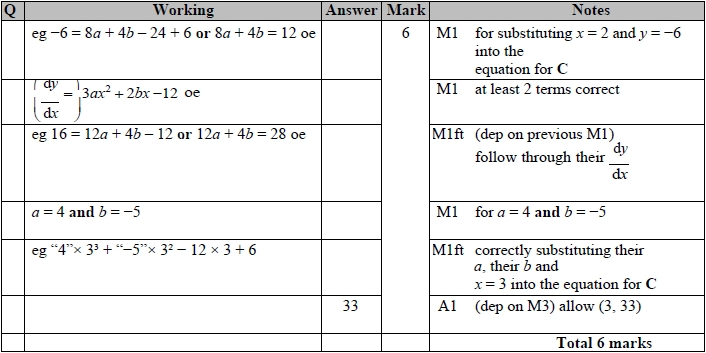 Q Working Answer Mark Notes
eg −6 = 8a + 4b – 24 + 6 or 8a + 4b = 12 oe 6 M1 for substituting x = 2 and y = −6
into the
equation for C
(dy/dx =) 3ax² + 2bx −12 oe M1 at least 2 terms correct
eg 16 = 12a + 4b – 12 or 12a + 4b = 28 oe M1ft (dep on previous M1)
follow through their dy/dx
a = 4 and b = −5 M1 for a = 4 and b = −5
eg “4”× 3³ + “−5”× 3² – 12 × 3 + 6 M1ft correctly substituting their
a, their b and
x = 3 into the equation for C
33 A1 (dep on M3) allow (3, 33)
Total 6 marks